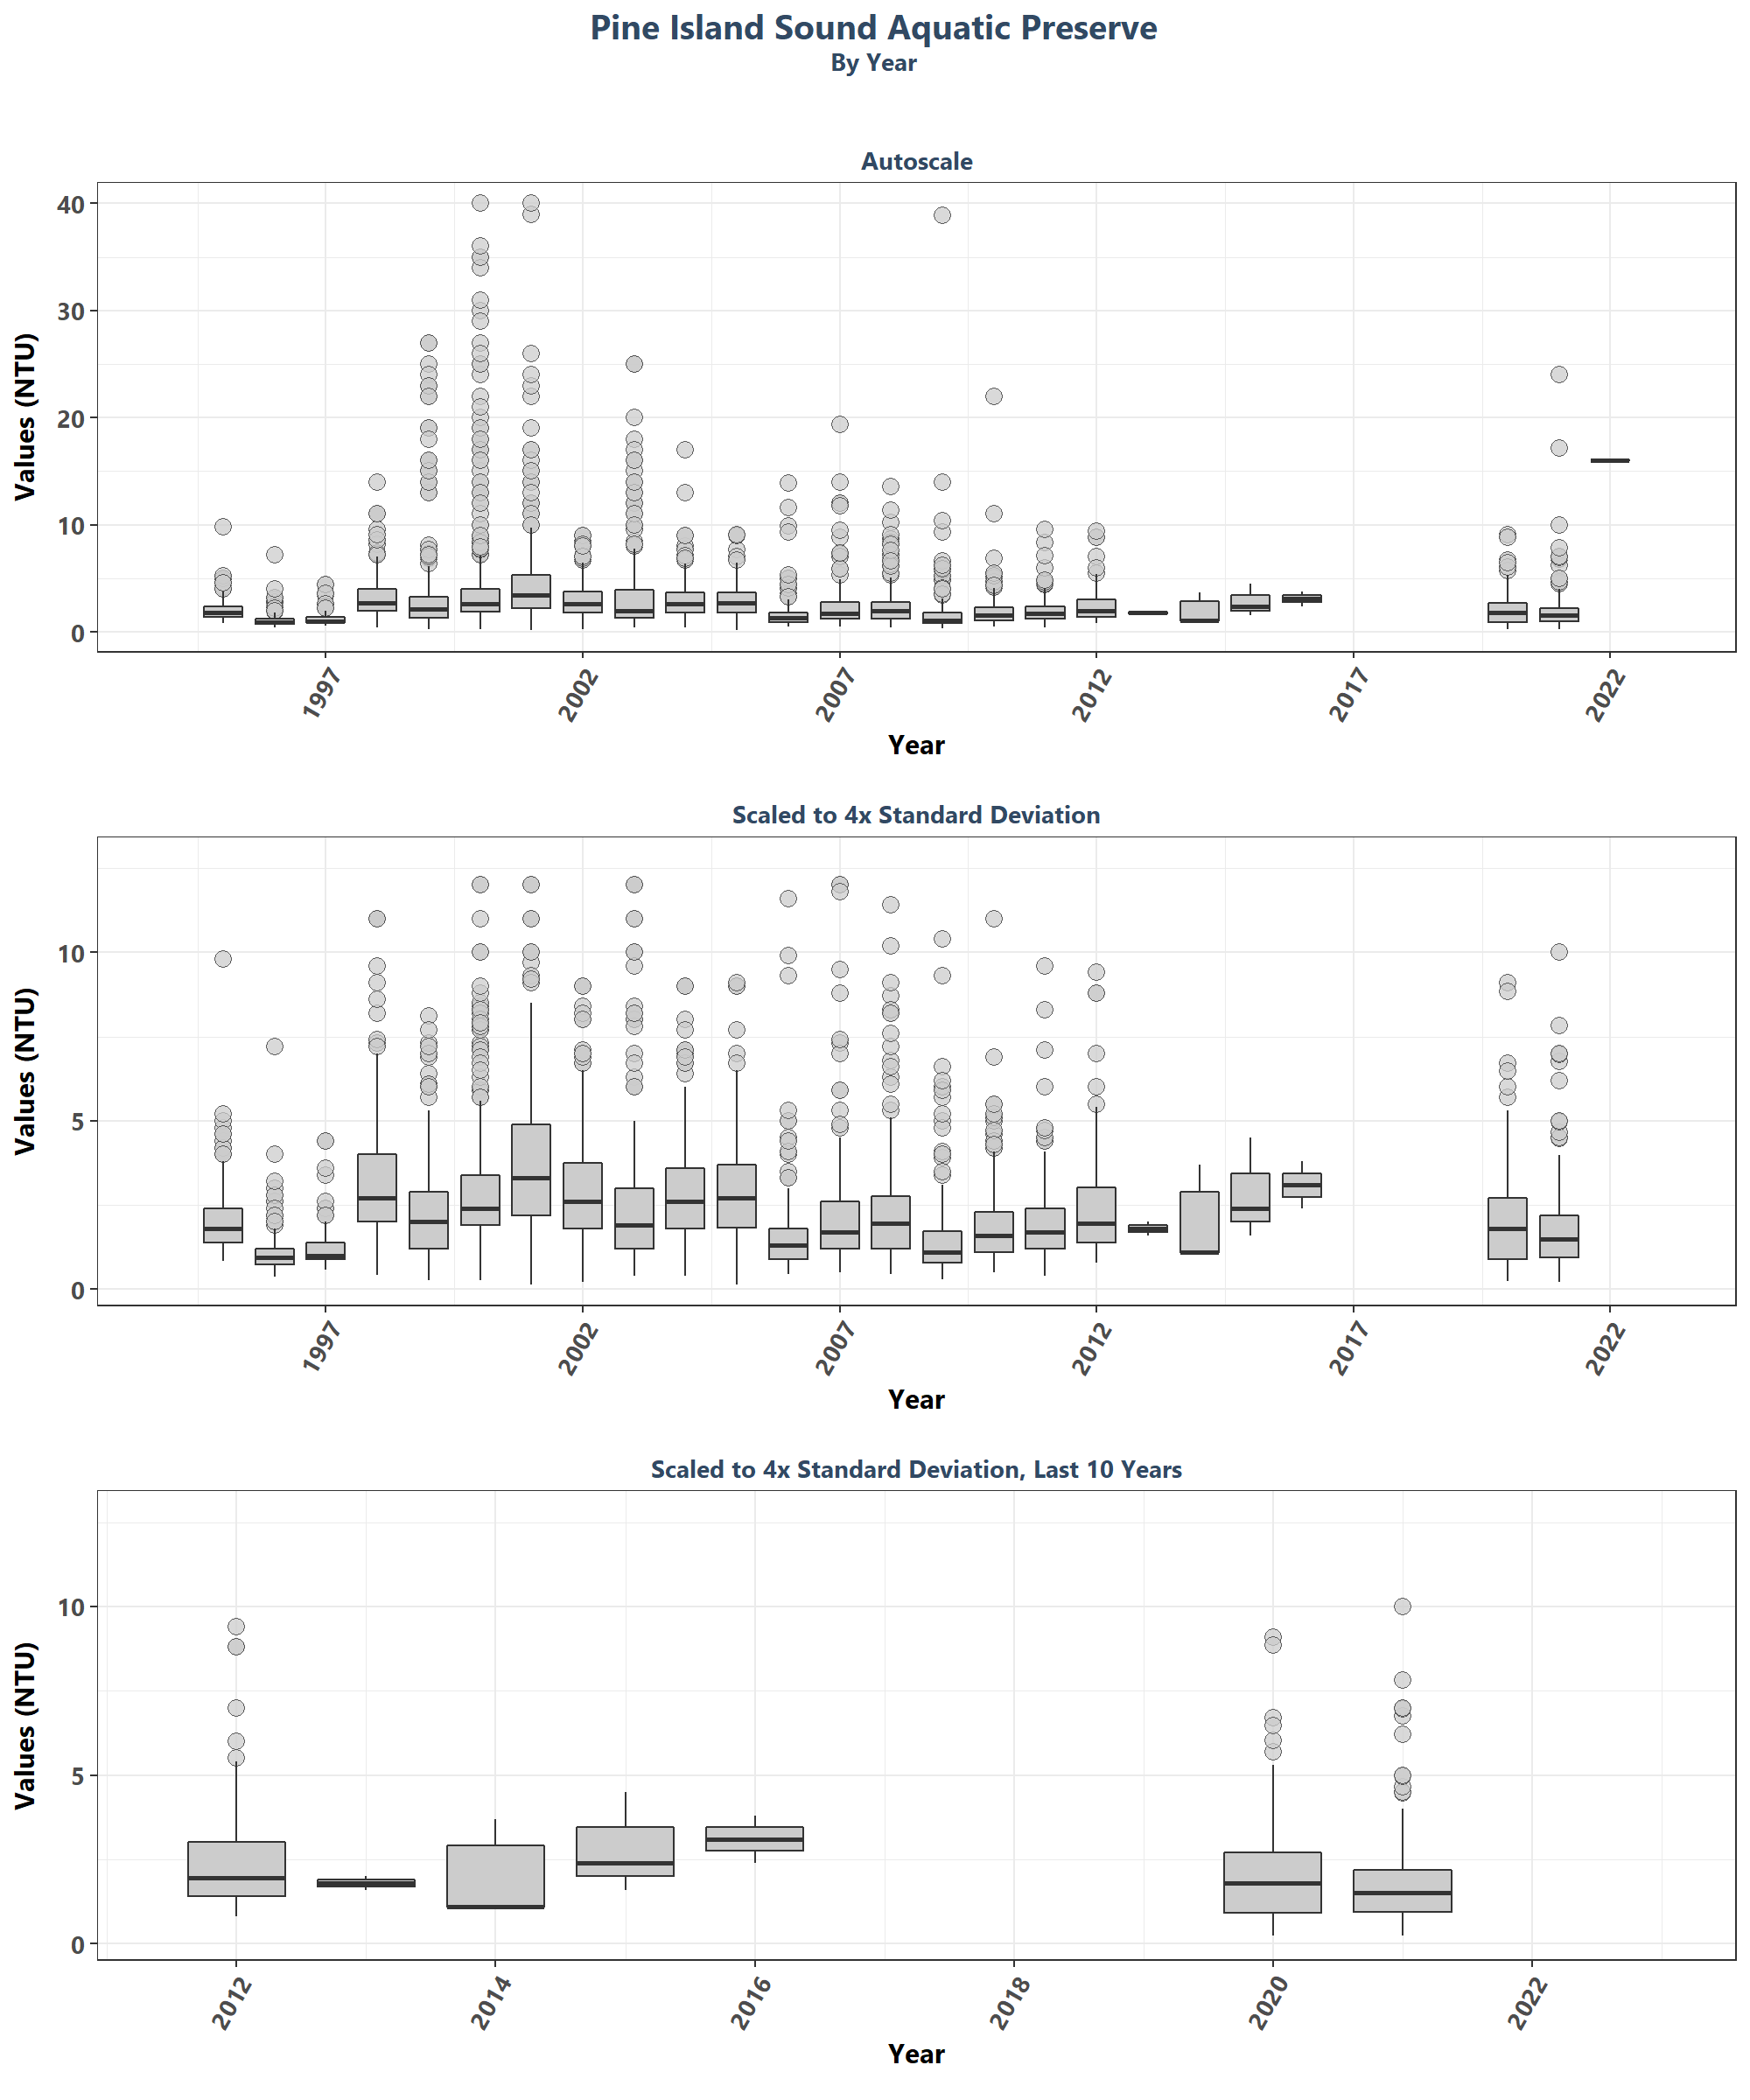 Pine Island Sound Aquatic Preserve
By Year
Autoscale
Values (NTU)
40
30
20
10
0
1997 2002 2007 2012 2017 2022
Year
Scaled to 4x Standard Deviation
Values (NTU)
10
5
0
1997 2002 2007 2012 2017 2022
Year
Scaled to 4x Standard Deviation, Last 10 Years
Values (NTU)
10
5
0
2012 2014 2016 2018 2020 2022
Year